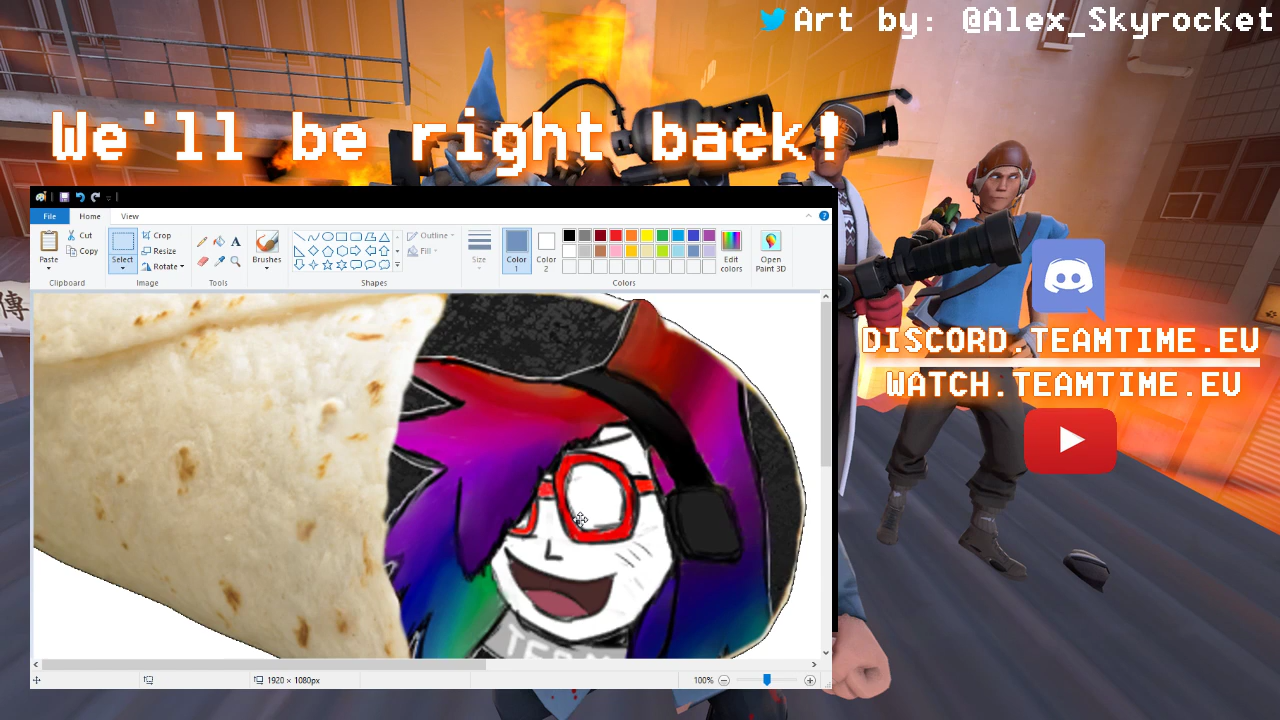 Art by: @Alex_Skyrocket
We'll be right back!
File Home View
Paste
Cut
Copy
Clipboard
Select
Crop
Resize
Rotate
Image
A
Tools
Brushes
Shapes
Outline
Fill
Size
Color
1
Color
2
Edit
colors
Colors
Open
Paint 3D
傳
DISCORD.TEAMTIME.EU
WATCH.TEAMTIME.EU
1920 × 1080px
100%